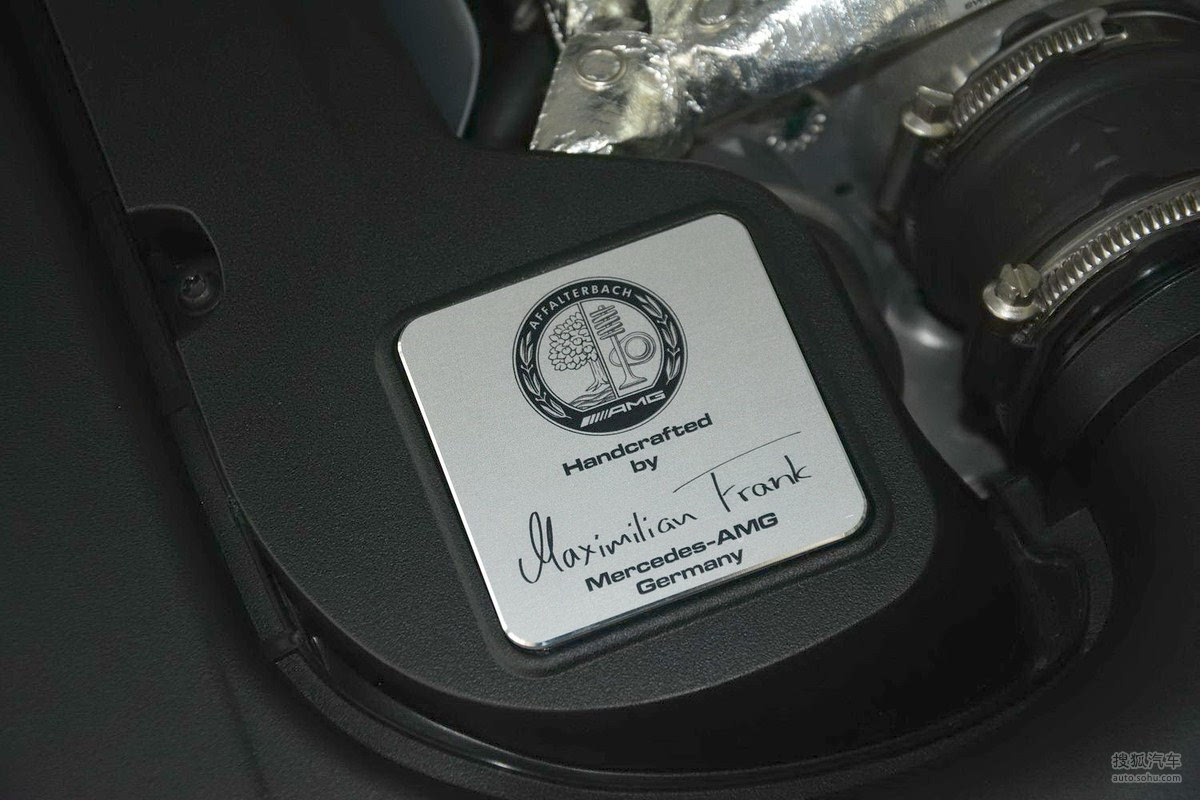 AFFALTERBACH
AMG
Handcrafted
by
Maximilian Frank
Mercedes-AMG
Germany
搜狐汽车
auto.sohu.com